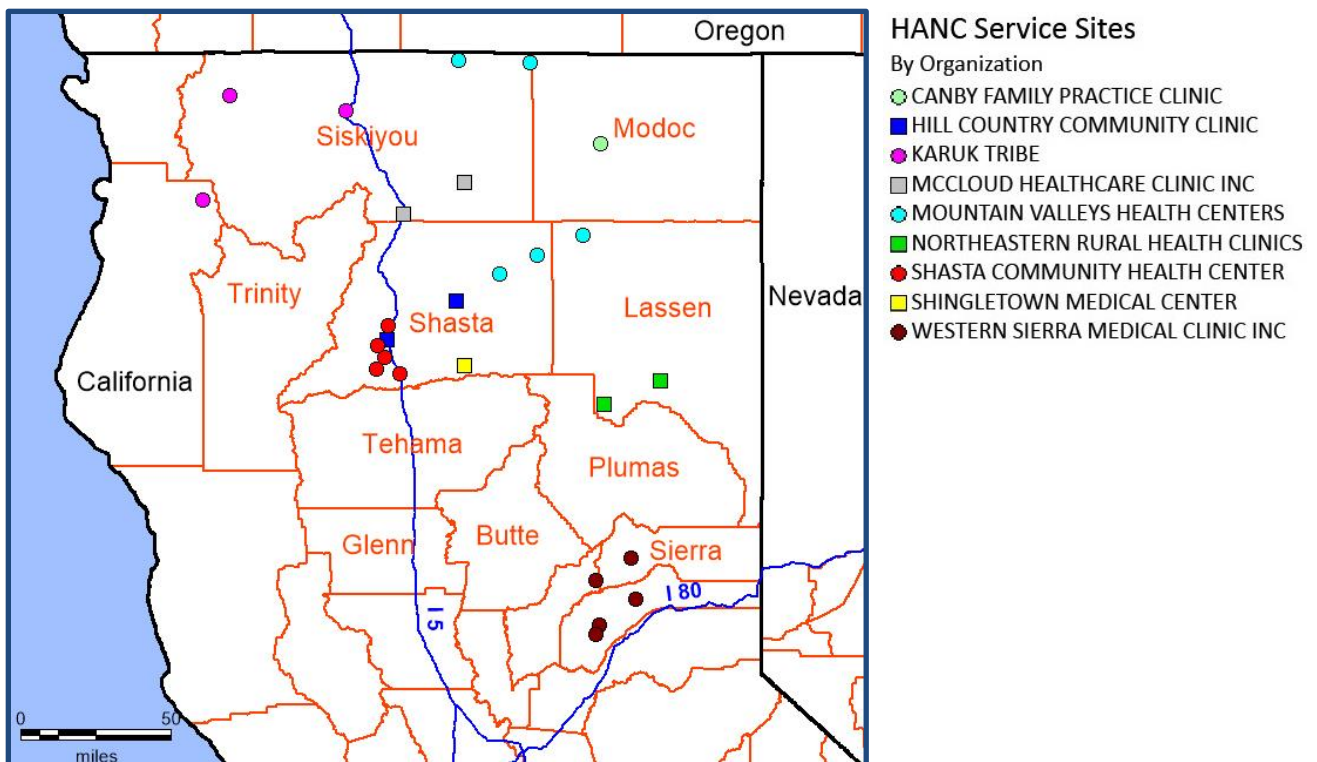 Oregon
Siskiyou
Modoc
Trinity
Shasta
Lassen
Nevada
California
Tehama
Plumas
Glenn
Butte
Sierra
I 80
I 5
0 50
miles
HANC Service Sites
By Organization
CANBY FAMILY PRACTICE CLINIC
HILL COUNTRY COMMUNITY CLINIC
KARUK TRIBE
MCCLOUD HEALTHCARE CLINIC INC
MOUNTAIN VALLEYS HEALTH CENTERS
NORTHEASTERN RURAL HEALTH CLINICS
SHASTA COMMUNITY HEALTH CENTER
SHINGLETOWN MEDICAL CENTER
WESTERN SIERRA MEDICAL CLINIC INC